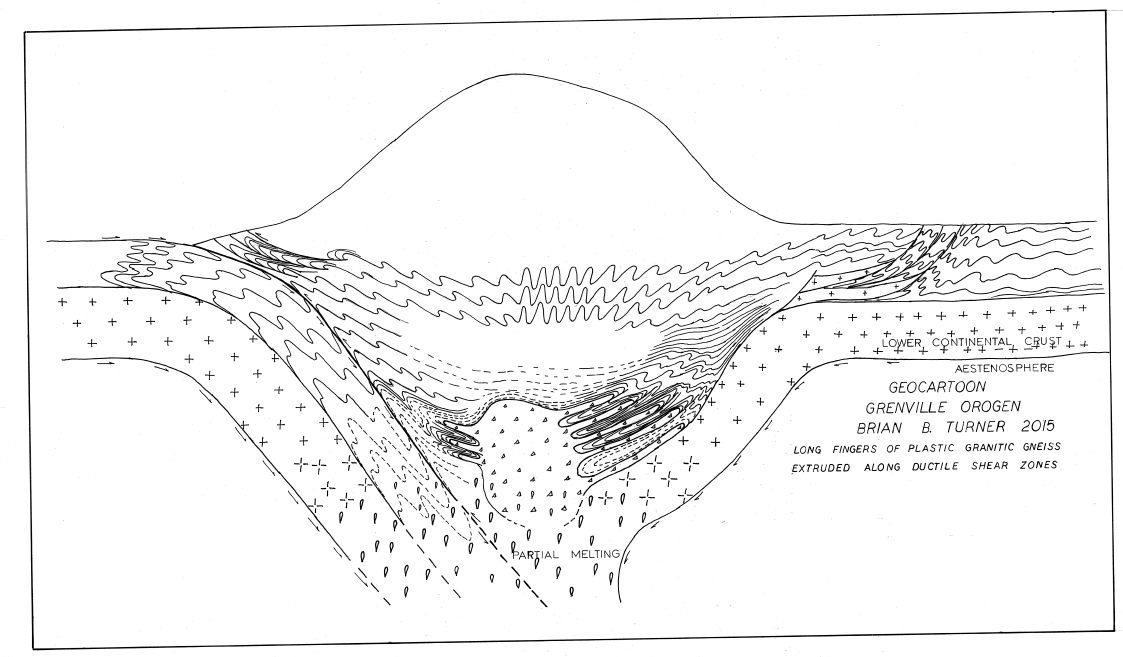 LOWER CONTINENTAL CRUST
AESTENOSPHERE
GEOCARTOON
GRENVILLE OROGEN
BRIAN B. TURNER 2015
LONG FINGERS OF PLASTIC GRANITIC GNEISS
EXTRUDED ALONG DUCTILE SHEAR ZONES
PARTIAL MELTING